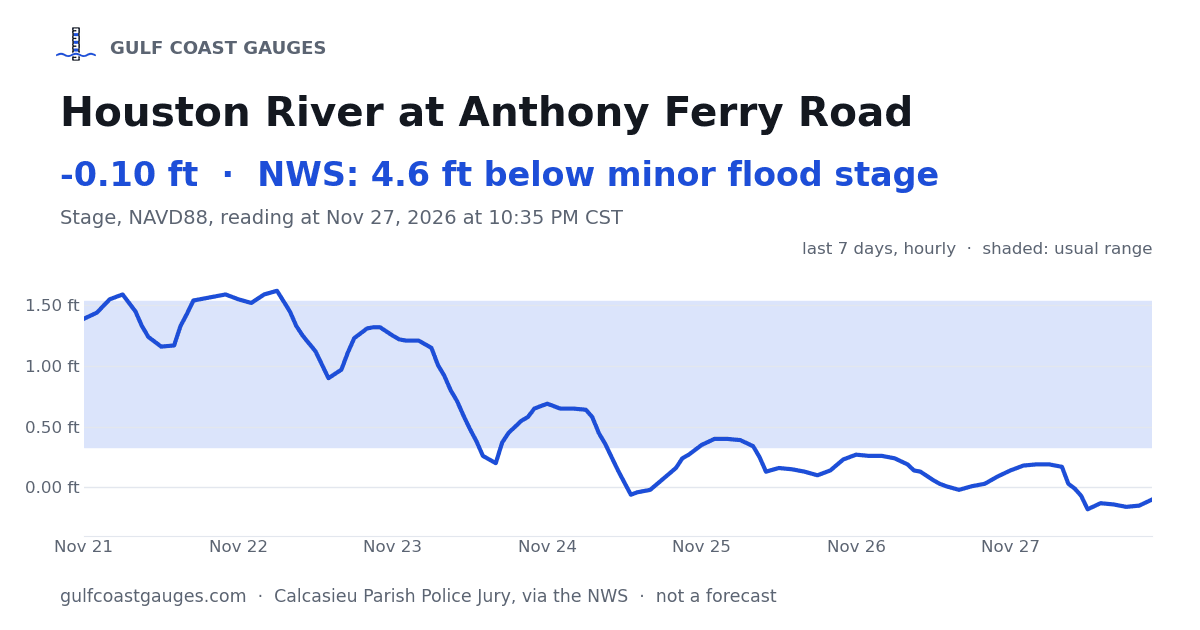 GULF COAST GAUGES
Houston River at Anthony Ferry Road
-0.10 ft · NWS: 4.6 ft below minor flood stage
Stage, NAVD88, reading at Nov 27, 2026 at 10:35 PM CST
last 7 days, hourly · shaded: usual range
1.50 ft
1.00 ft
0.50 ft
0.00 ft
Nov 21 Nov 22 Nov 23 Nov 24 Nov 25 Nov 26 Nov 27
gulfcoastgauges.com · Calcasieu Parish Police Jury, via the NWS · not a forecast